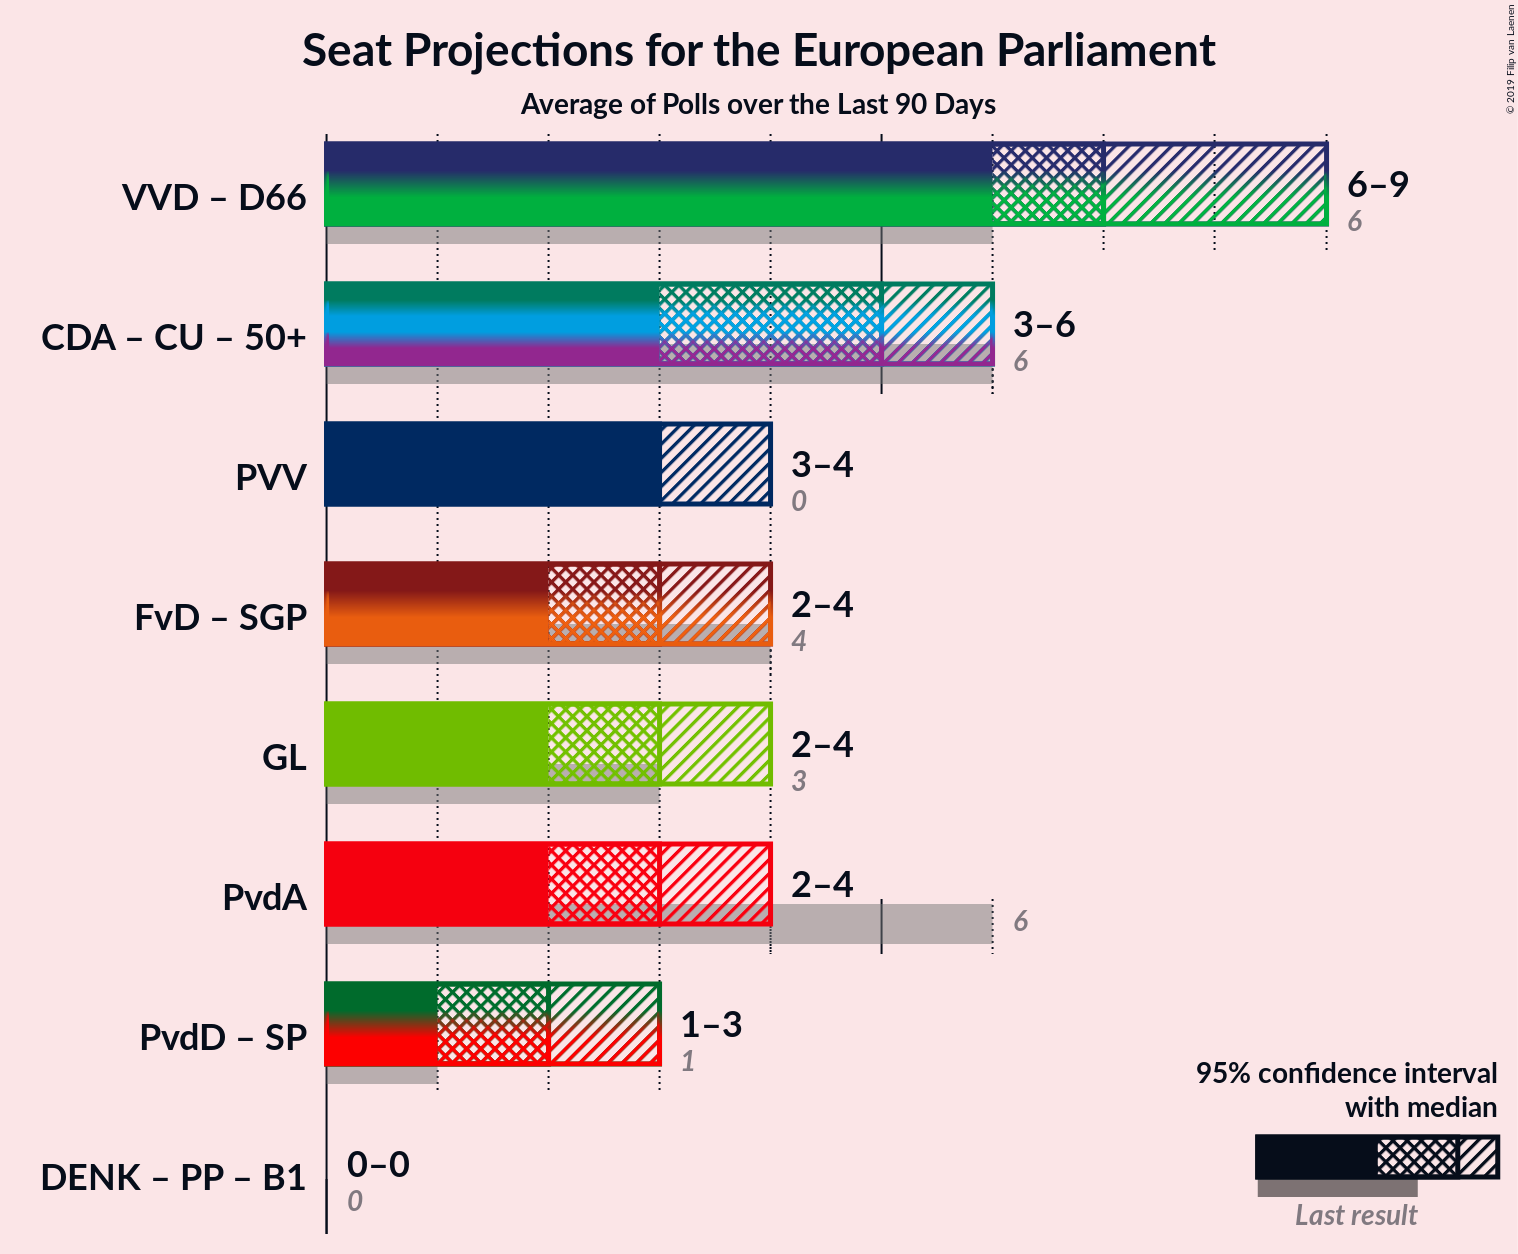 Seat Projections for the European Parliament
Average of Polls over the Last 90 Days
© 2019 Filip van Laenen
VVD – D66
6–9
6
CDA – CU – 50+
3–6
6
PVV
3–4
0
FvD – SGP
2–4
4
GL
2–4
3
PvdA
2–4
6
PvdD – SP
1–3
1
DENK – PP – B1
0–0
0
95% confidence interval
with median
Last result